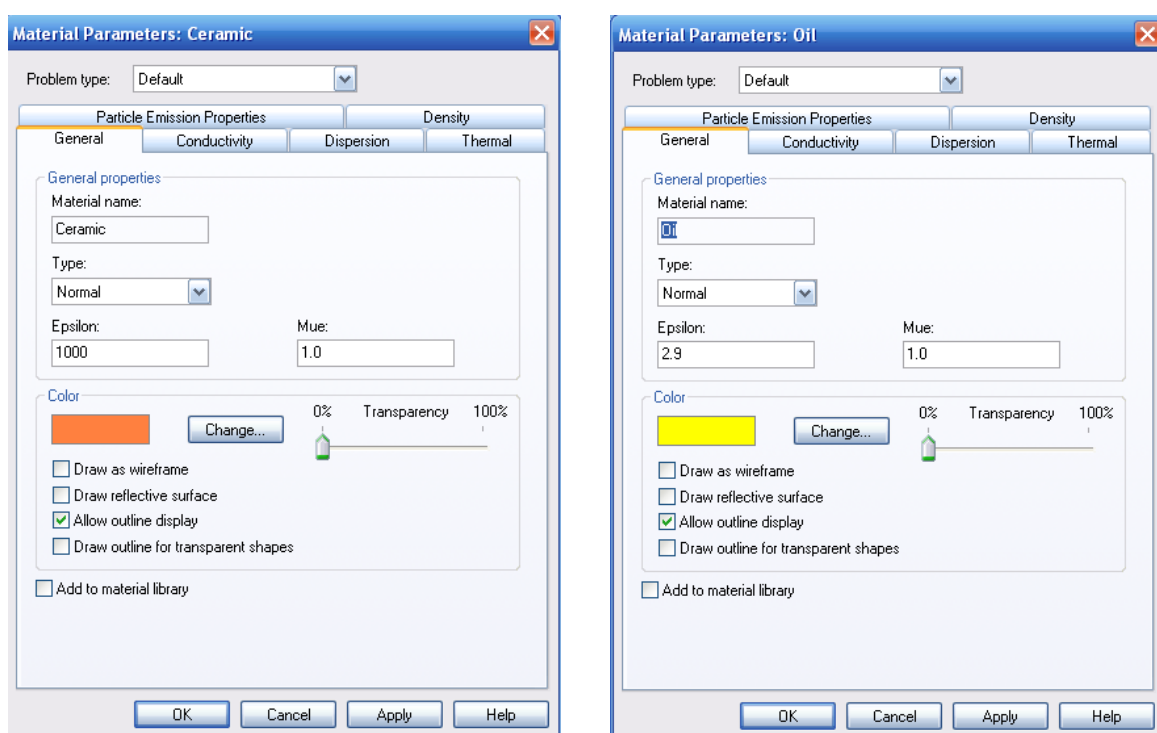 Material Parameters: Ceramic
Problem type: Default
Particle Emission Properties Density
General Conductivity Dispersion Thermal
General properties
Material name:
Ceramic
Type:
Normal
Epsilon: Mue:
1000 1.0
Color
0% Transparency 100%
Change...
Draw as wireframe
Draw reflective surface
Allow outline display
Draw outline for transparent shapes
Add to material library
OK Cancel Apply Help
Material Parameters: Oil
Problem type: Default
Particle Emission Properties Density
General Conductivity Dispersion Thermal
General properties
Material name:
Oil
Type:
Normal
Epsilon: Mue:
2.9 1.0
Color
0% Transparency 100%
Change...
Draw as wireframe
Draw reflective surface
Allow outline display
Draw outline for transparent shapes
Add to material library
OK Cancel Apply Help